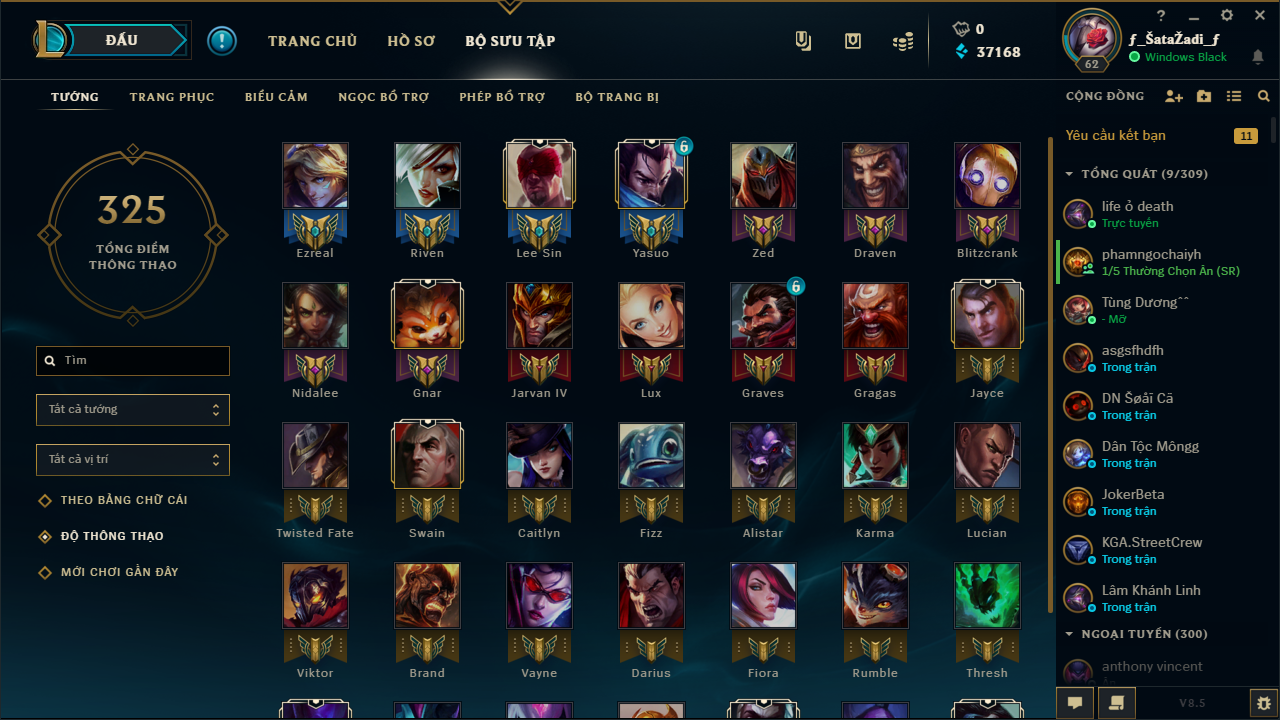 ĐẤU
!
TRANG CHỦ
HỒ SƠ
BỘ SƯU TẬP
0
37168
?
62
ƒ_ŠataŽadi_ƒ
Windows Black
TƯỚNG
TRANG PHỤC
BIỂU CẢM
NGỌC BỔ TRỢ
PHÉP BỔ TRỢ
BỘ TRANG BỊ
CỘNG ĐỒNG
325
TỔNG ĐIỂM
THÔNG THẠO
Tìm
Tất cả tướng
Tất cả vị trí
THEO BẢNG CHỮ CÁI
ĐỘ THÔNG THẠO
MỚI CHƠI GẦN ĐÂY
6
Ezreal
Riven
Lee Sin
Yasuo
Zed
Draven
Blitzcrank
6
Nidalee
Gnar
Jarvan IV
Lux
Graves
Gragas
Jayce
Twisted Fate
Swain
Caitlyn
Fizz
Alistar
Karma
Lucian
Viktor
Brand
Vayne
Darius
Fiora
Rumble
Thresh
Yêu cầu kết bạn
11
TỔNG QUÁT (9/309)
life ỏ death
Trực tuyến
phamngochaiyh
1/5 Thường Chọn Ẩn (SR)
Tùng Dươngˆˆ
- Mỡ
asgsfhdfh
Trong trận
DN Šøåī Cä
Trong trận
Dân Tộc Môngg
Trong trận
JokerBeta
Trong trận
KGA.StreetCrew
Trong trận
Lâm Khánh Linh
Trong trận
NGOẠI TUYẾN (300)
anthony vincent
V8.5